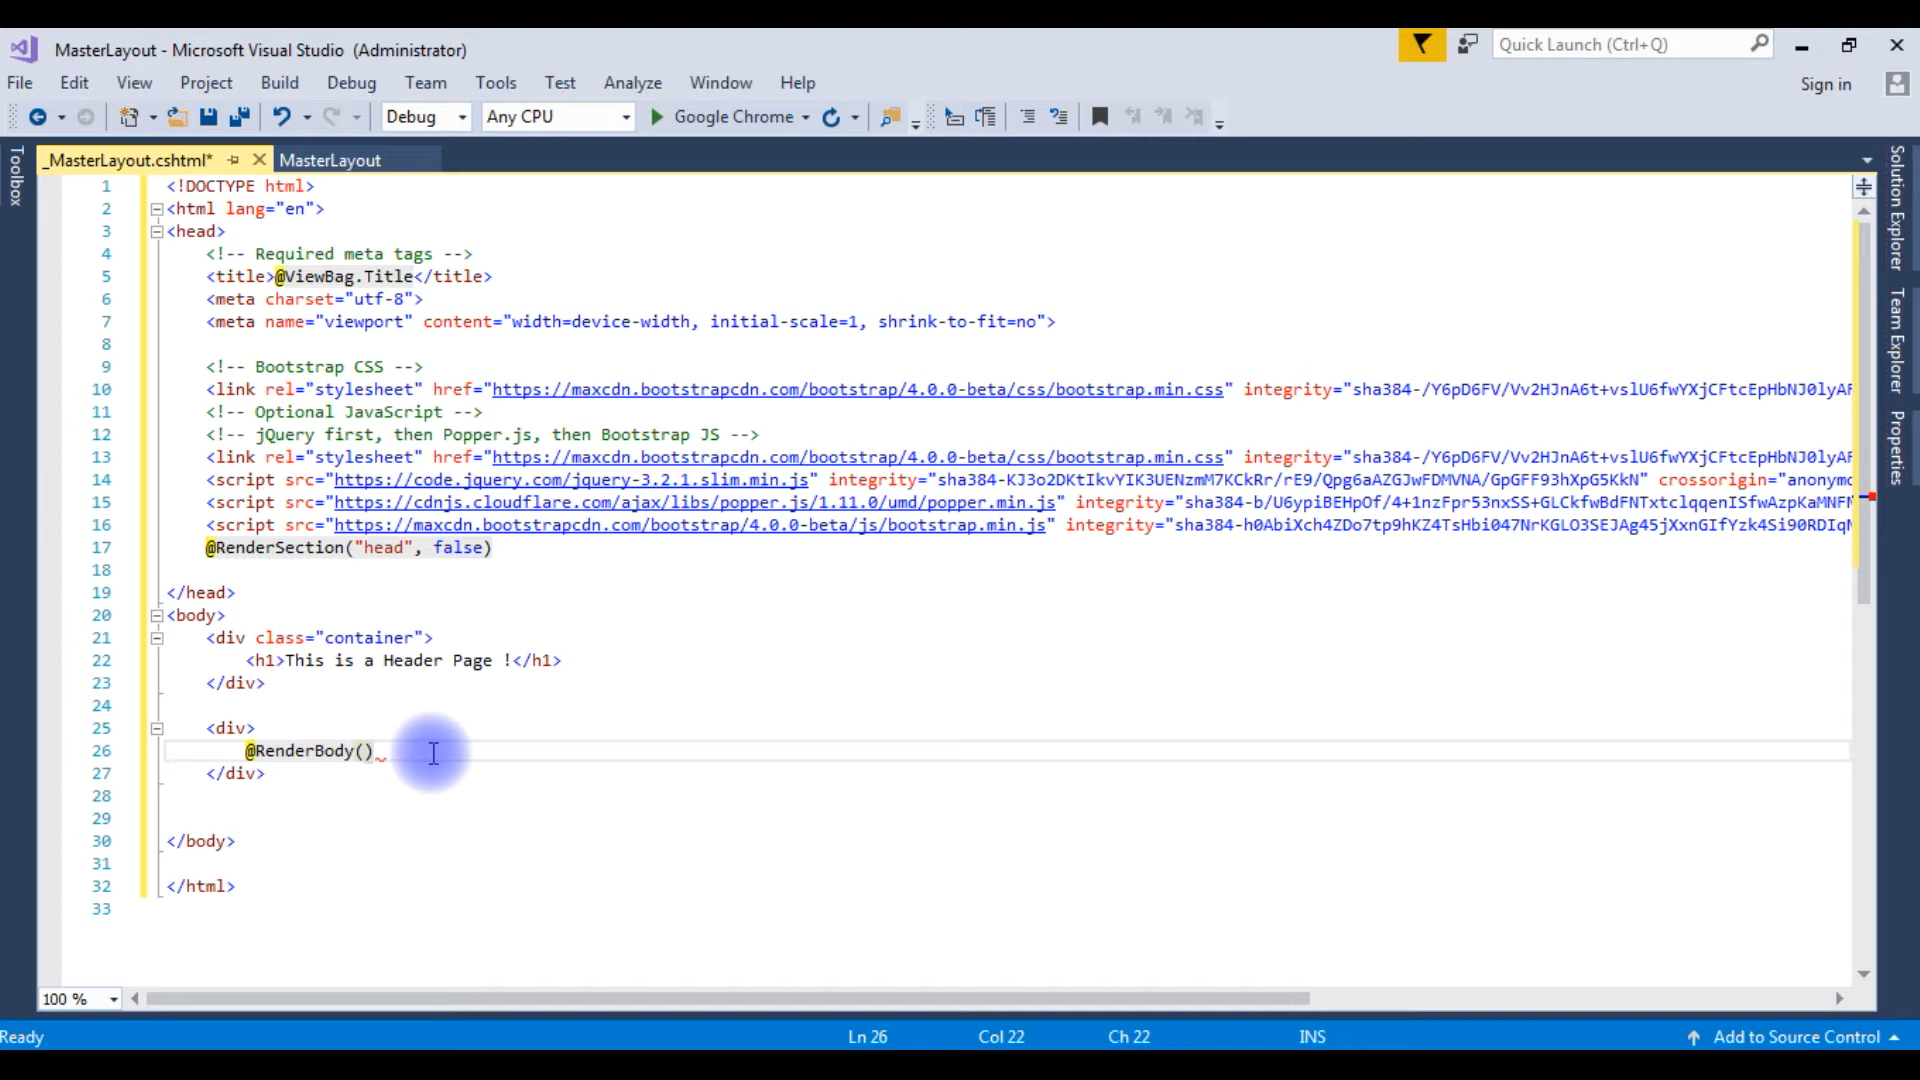 MasterLayout - Microsoft Visual Studio (Administrator)
Quick Launch (Ctrl+Q)
File Edit View Project Build Debug Team Tools Test Analyze Window Help
Sign in
Debug Any CPU Google Chrome
Toolbox
_MasterLayout.cshtml* MasterLayout
Solution Explorer
Team Explorer
Properties
1 <!DOCTYPE html>
2 <html lang="en">
3 <head>
4 <!-- Required meta tags -->
5 <title>@ViewBag.Title</title>
6 <meta charset="utf-8">
7 <meta name="viewport" content="width=device-width, initial-scale=1, shrink-to-fit=no">
8
9 <!-- Bootstrap CSS -->
10 <link rel="stylesheet" href="https://maxcdn.bootstrapcdn.com/bootstrap/4.0.0-beta/css/bootstrap.min.css" integrity="sha384-/Y6pD6FV/Vv2HJnA6t+vslU6fwYXjCFtcEpHbNJ0lyAF
11 <!-- Optional JavaScript -->
12 <!-- jQuery first, then Popper.js, then Bootstrap JS -->
13 <link rel="stylesheet" href="https://maxcdn.bootstrapcdn.com/bootstrap/4.0.0-beta/css/bootstrap.min.css" integrity="sha384-/Y6pD6FV/Vv2HJnA6t+vslU6fwYXjCFtcEpHbNJ0lyAF
14 <script src="https://code.jquery.com/jquery-3.2.1.slim.min.js" integrity="sha384-KJ3o2DKtIkvYIK3UENzmM7KCkRr/rE9/Qpg6aAZGJwFDMVNA/GpGFF93hXpG5KkN" crossorigin="anonymo
15 <script src="https://cdnjs.cloudflare.com/ajax/libs/popper.js/1.11.0/umd/popper.min.js" integrity="sha384-b/U6ypiBEHpOf/4+1nzFpr53nxSS+GLCkfwBdFNTxtclqqenISfwAzpKaMNFN
16 <script src="https://maxcdn.bootstrapcdn.com/bootstrap/4.0.0-beta/js/bootstrap.min.js" integrity="sha384-h0AbiXch4ZDo7tp9hKZ4TsHbi047NrKGLO3SEJAg45jXxnGIfYzk4Si90RDIqN
17 @RenderSection("head", false)
18
19 </head>
20 <body>
21 <div class="container">
22 <h1>This is a Header Page !</h1>
23 </div>
24
25 <div>
26 @RenderBody()
27 </div>
28
29
30 </body>
31
32 </html>
33
100 %
Ready Ln 26 Col 22 Ch 22 INS Add to Source Control